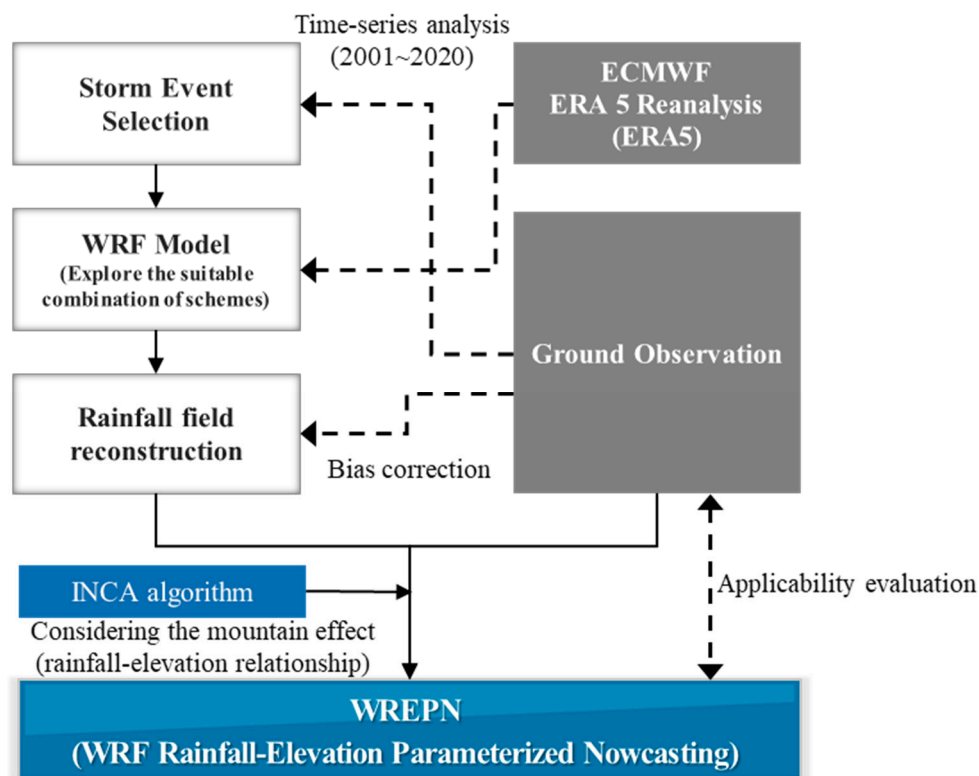 Time-series analysis
(2001~2020)
Storm Event
Selection
ECMWF
ERA 5 Reanalysis
(ERA5)
WRF Model
(Explore the suitable
combination of schemes)
Ground Observation
Rainfall field
reconstruction
Bias correction
INCA algorithm
Considering the mountain effect
(rainfall-elevation relationship)
Applicability evaluation
WREPN
(WRF Rainfall-Elevation Parameterized Nowcasting)